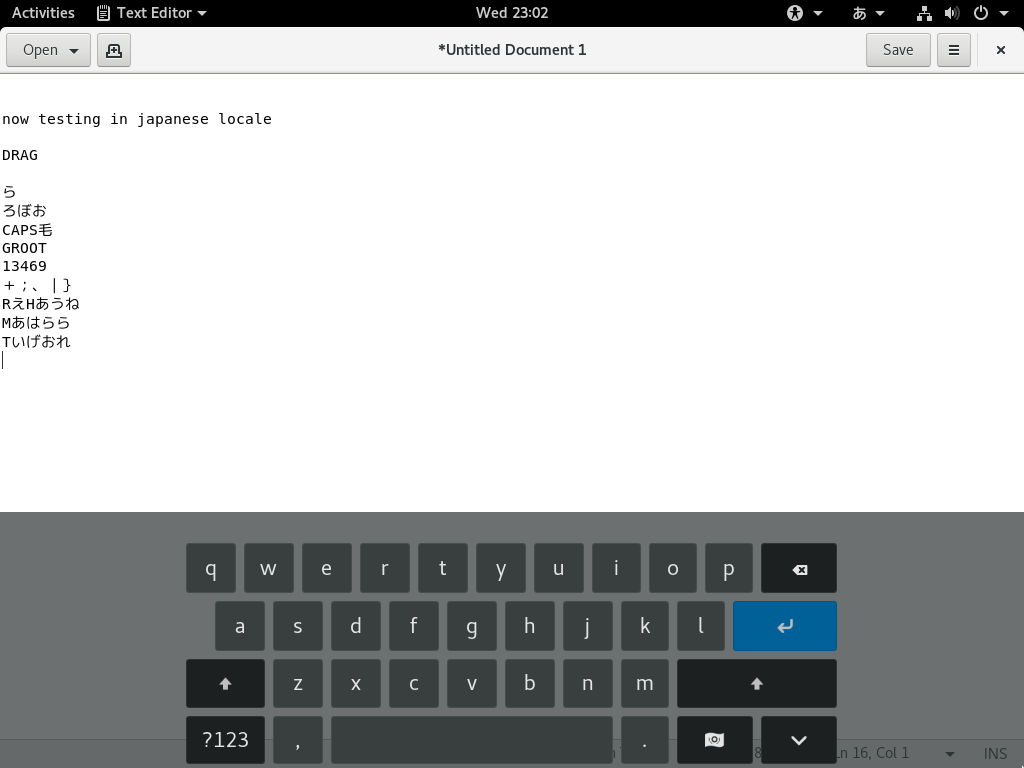 Activities Text Editor Wed 23:02 あ
Open *Untitled Document 1 Save
now testing in japanese locale
DRAG
ら
ろぼお
CAPS毛
GROOT
13469
＋；、｜｝
RえHあうね
Mあはらら
Tいげおれ
q w e r t y u i o p
a s d f g h j k l
z x c v b n m
?123 , .
Ln 16, Col 1 INS